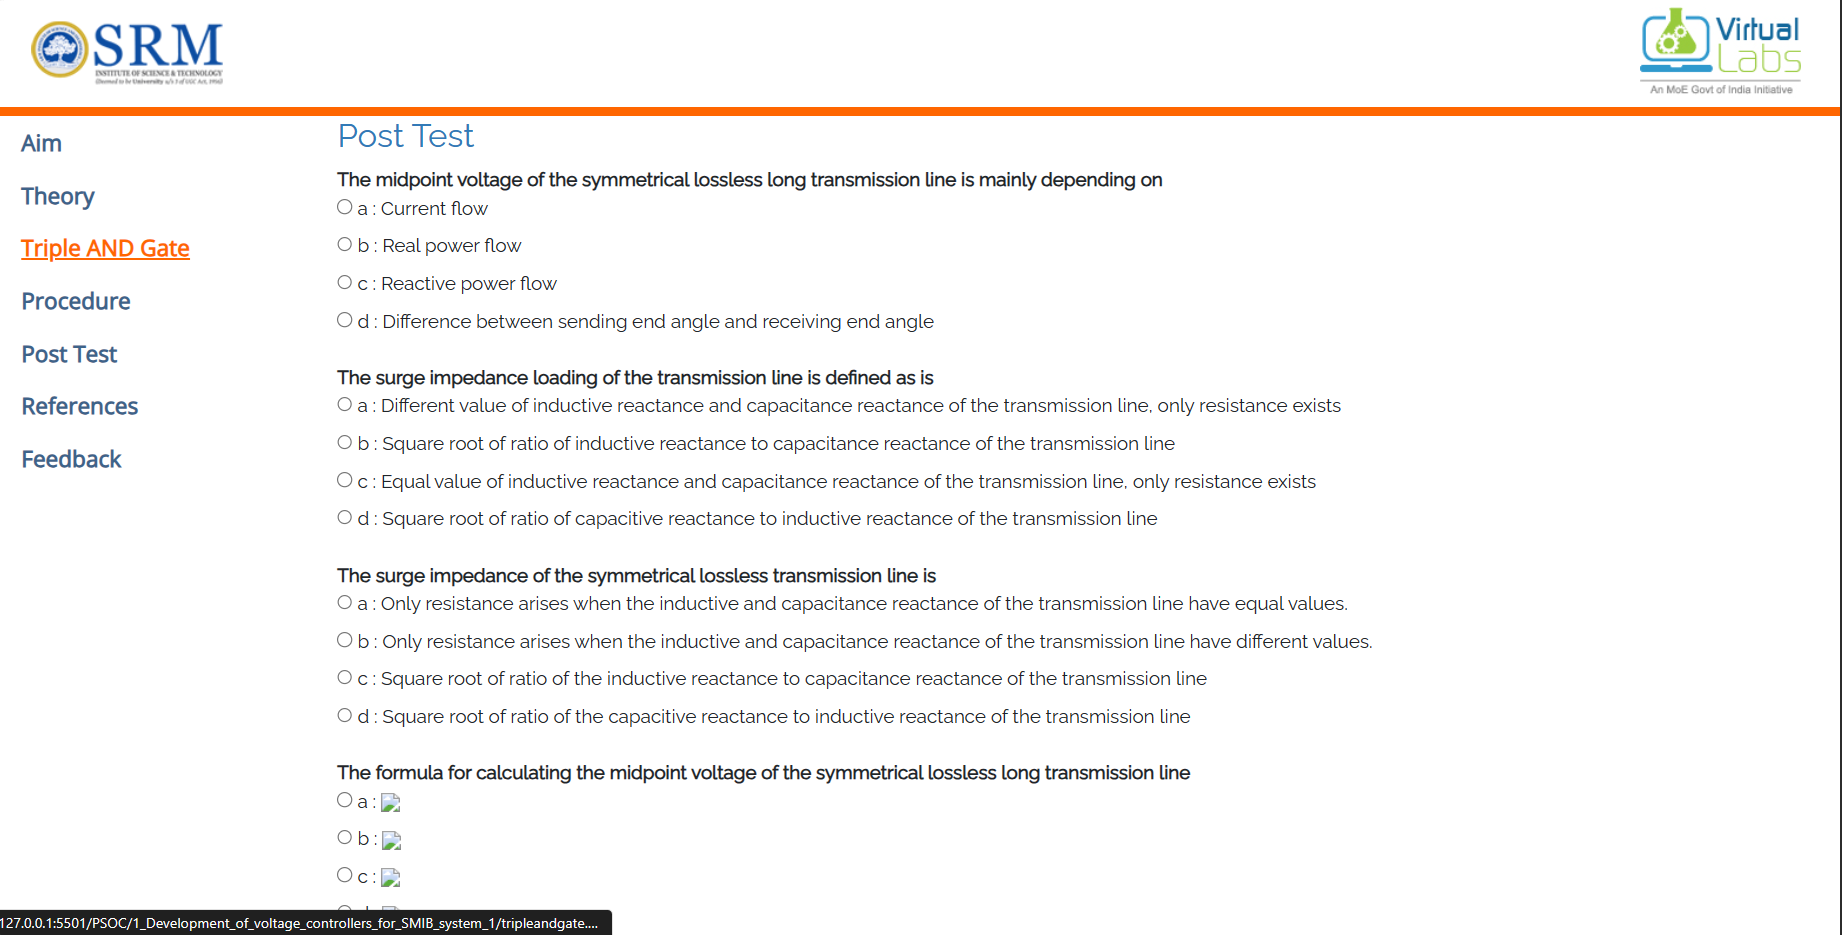 SRM
INSTITUTE OF SCIENCE & TECHNOLOGY
(Deemed to be University u/s 3 of UGC Act, 1956)
Virtual
Labs
An MoE Govt of India Initiative
Aim
Theory
Triple AND Gate
Procedure
Post Test
References
Feedback
Post Test
The midpoint voltage of the symmetrical lossless long transmission line is mainly depending on
a : Current flow
b : Real power flow
c : Reactive power flow
d : Difference between sending end angle and receiving end angle
The surge impedance loading of the transmission line is defined as is
a : Different value of inductive reactance and capacitance reactance of the transmission line, only resistance exists
b : Square root of ratio of inductive reactance to capacitance reactance of the transmission line
c : Equal value of inductive reactance and capacitance reactance of the transmission line, only resistance exists
d : Square root of ratio of capacitive reactance to inductive reactance of the transmission line
The surge impedance of the symmetrical lossless transmission line is
a : Only resistance arises when the inductive and capacitance reactance of the transmission line have equal values.
b : Only resistance arises when the inductive and capacitance reactance of the transmission line have different values.
c : Square root of ratio of the inductive reactance to capacitance reactance of the transmission line
d : Square root of ratio of the capacitive reactance to inductive reactance of the transmission line
The formula for calculating the midpoint voltage of the symmetrical lossless long transmission line
a :
b :
c :
127.0.0.1:5501/PSOC/1_Development_of_voltage_controllers_for_SMIB_system_1/tripleandgate....